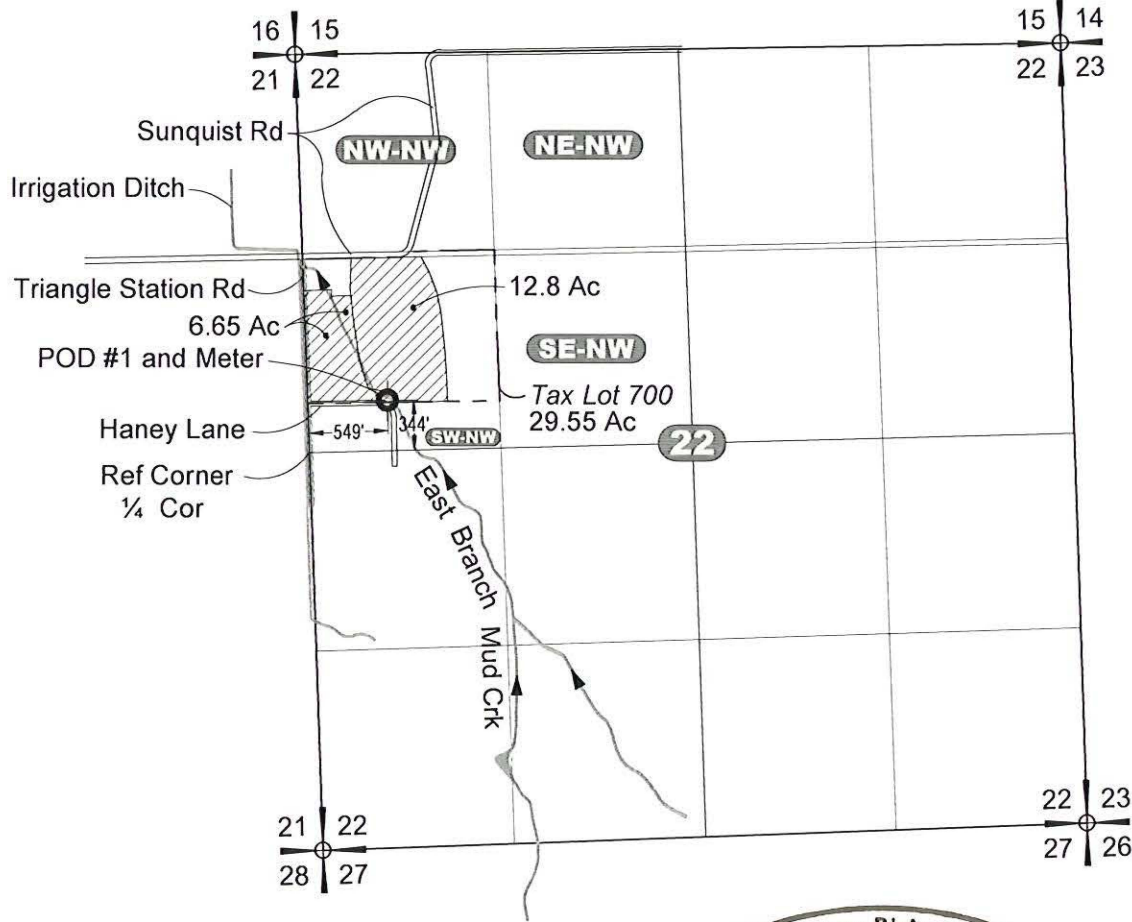 16 15
15 14
21 22
22 23
Sunquist Rd
NW-NW
NE-NW
Irrigation Ditch
Triangle Station Rd
12.8 Ac
6.65 Ac
POD #1 and Meter
SE-NW
Tax Lot 700
29.55 Ac
Haney Lane
549'
344'
SW-NW
22
Ref Corner
¼ Cor
East Branch Mud Crk
21 22
22 23
28 27
27 26